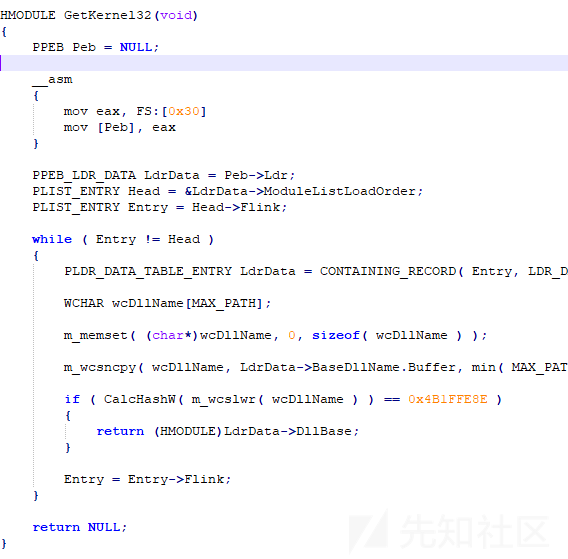 HMODULE GetKernel32(void)
{
    PPEB Peb = NULL;

    __asm
    {
        mov eax, FS:[0x30]
        mov [Peb], eax
    }

    PPEB_LDR_DATA LdrData = Peb->Ldr;
    PLIST_ENTRY Head = &LdrData->ModuleListLoadOrder;
    PLIST_ENTRY Entry = Head->Flink;

    while ( Entry != Head )
    {
        PLDR_DATA_TABLE_ENTRY LdrData = CONTAINING_RECORD( Entry, LDR_D

        WCHAR wcDllName[MAX_PATH];

        m_memset( (char*)wcDllName, 0, sizeof( wcDllName ) );

        m_wcsncpy( wcDllName, LdrData->BaseDllName.Buffer, min( MAX_PAT

        if ( CalcHashW( m_wcslwr( wcDllName ) ) == 0x4B1FFE8E )
        {
            return (HMODULE)LdrData->DllBase;
        }

        Entry = Entry->Flink;
    }

    return NULL;
}
先知社区